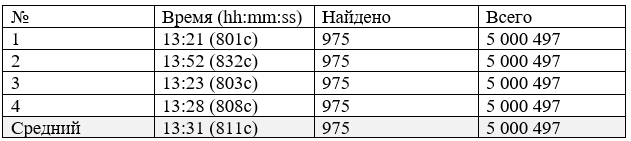 № Время (hh:mm:ss) Найдено Всего
1 13:21 (801с) 975 5 000 497
2 13:52 (832с) 975 5 000 497
3 13:23 (803с) 975 5 000 497
4 13:28 (808с) 975 5 000 497
Средний 13:31 (811с) 975 5 000 497